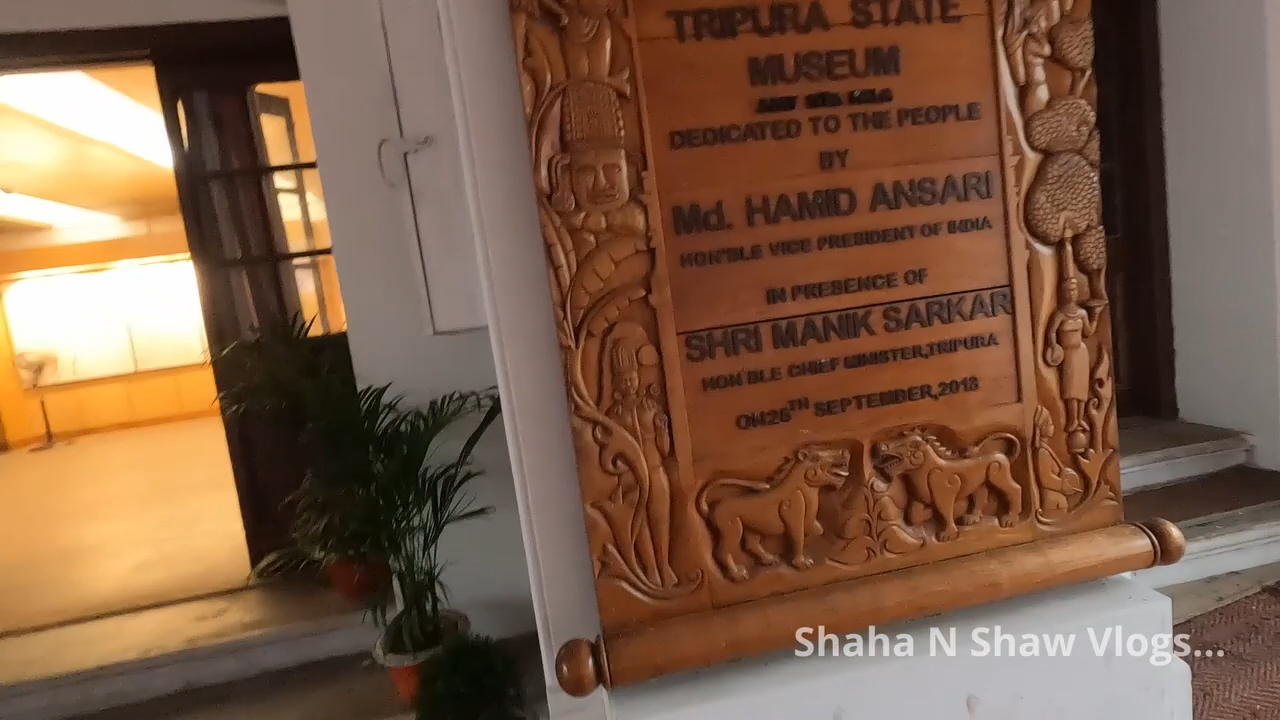 TRIPURA STATE
MUSEUM
DEDICATED TO THE PEOPLE
BY
Md. HAMID ANSARI
HON'BLE VICE PRESIDENT OF INDIA
IN PRESENCE OF
SHRI MANIK SARKAR
HON'BLE CHIEF MINISTER,TRIPURA
ON 25TH SEPTEMBER,2013
Shaha N Shaw Vlogs...